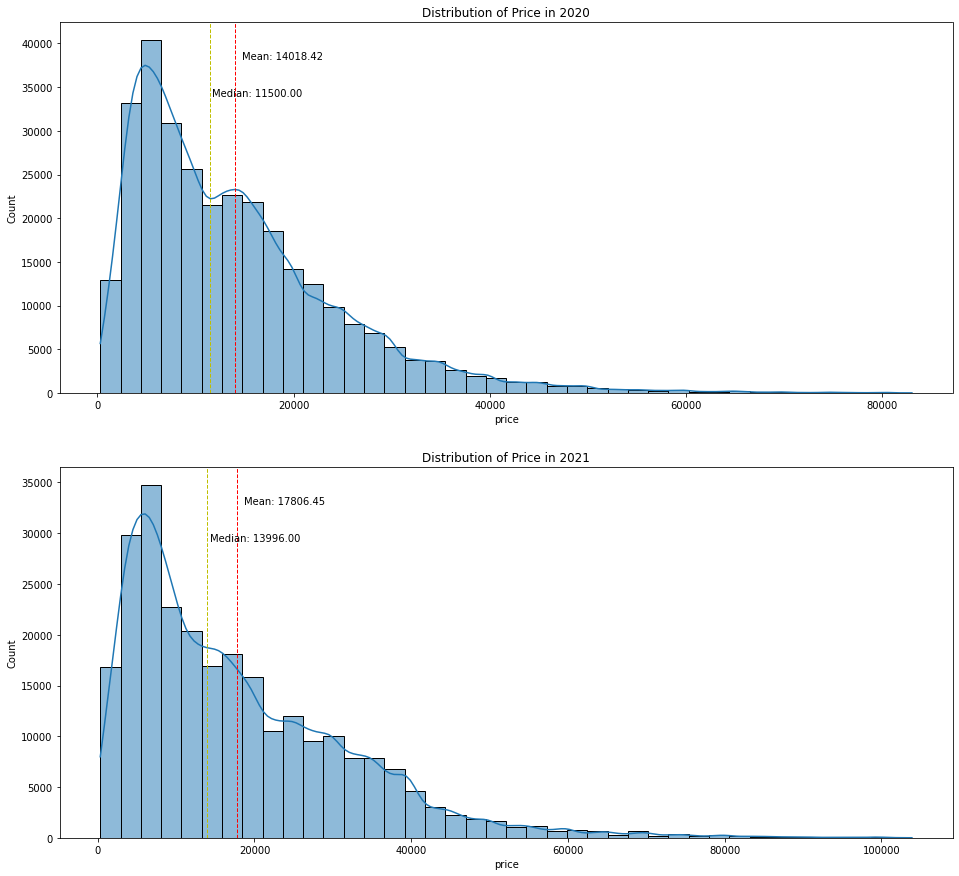 Distribution of Price in 2020
40000
Mean: 14018.42
35000
Median: 11500.00
30000
25000
Count
20000
15000
10000
5000
0
0 20000 40000 60000 80000
price
Distribution of Price in 2021
35000
Mean: 17806.45
30000
Median: 13996.00
25000
20000
Count
15000
10000
5000
0
0 20000 40000 60000 80000 100000
price